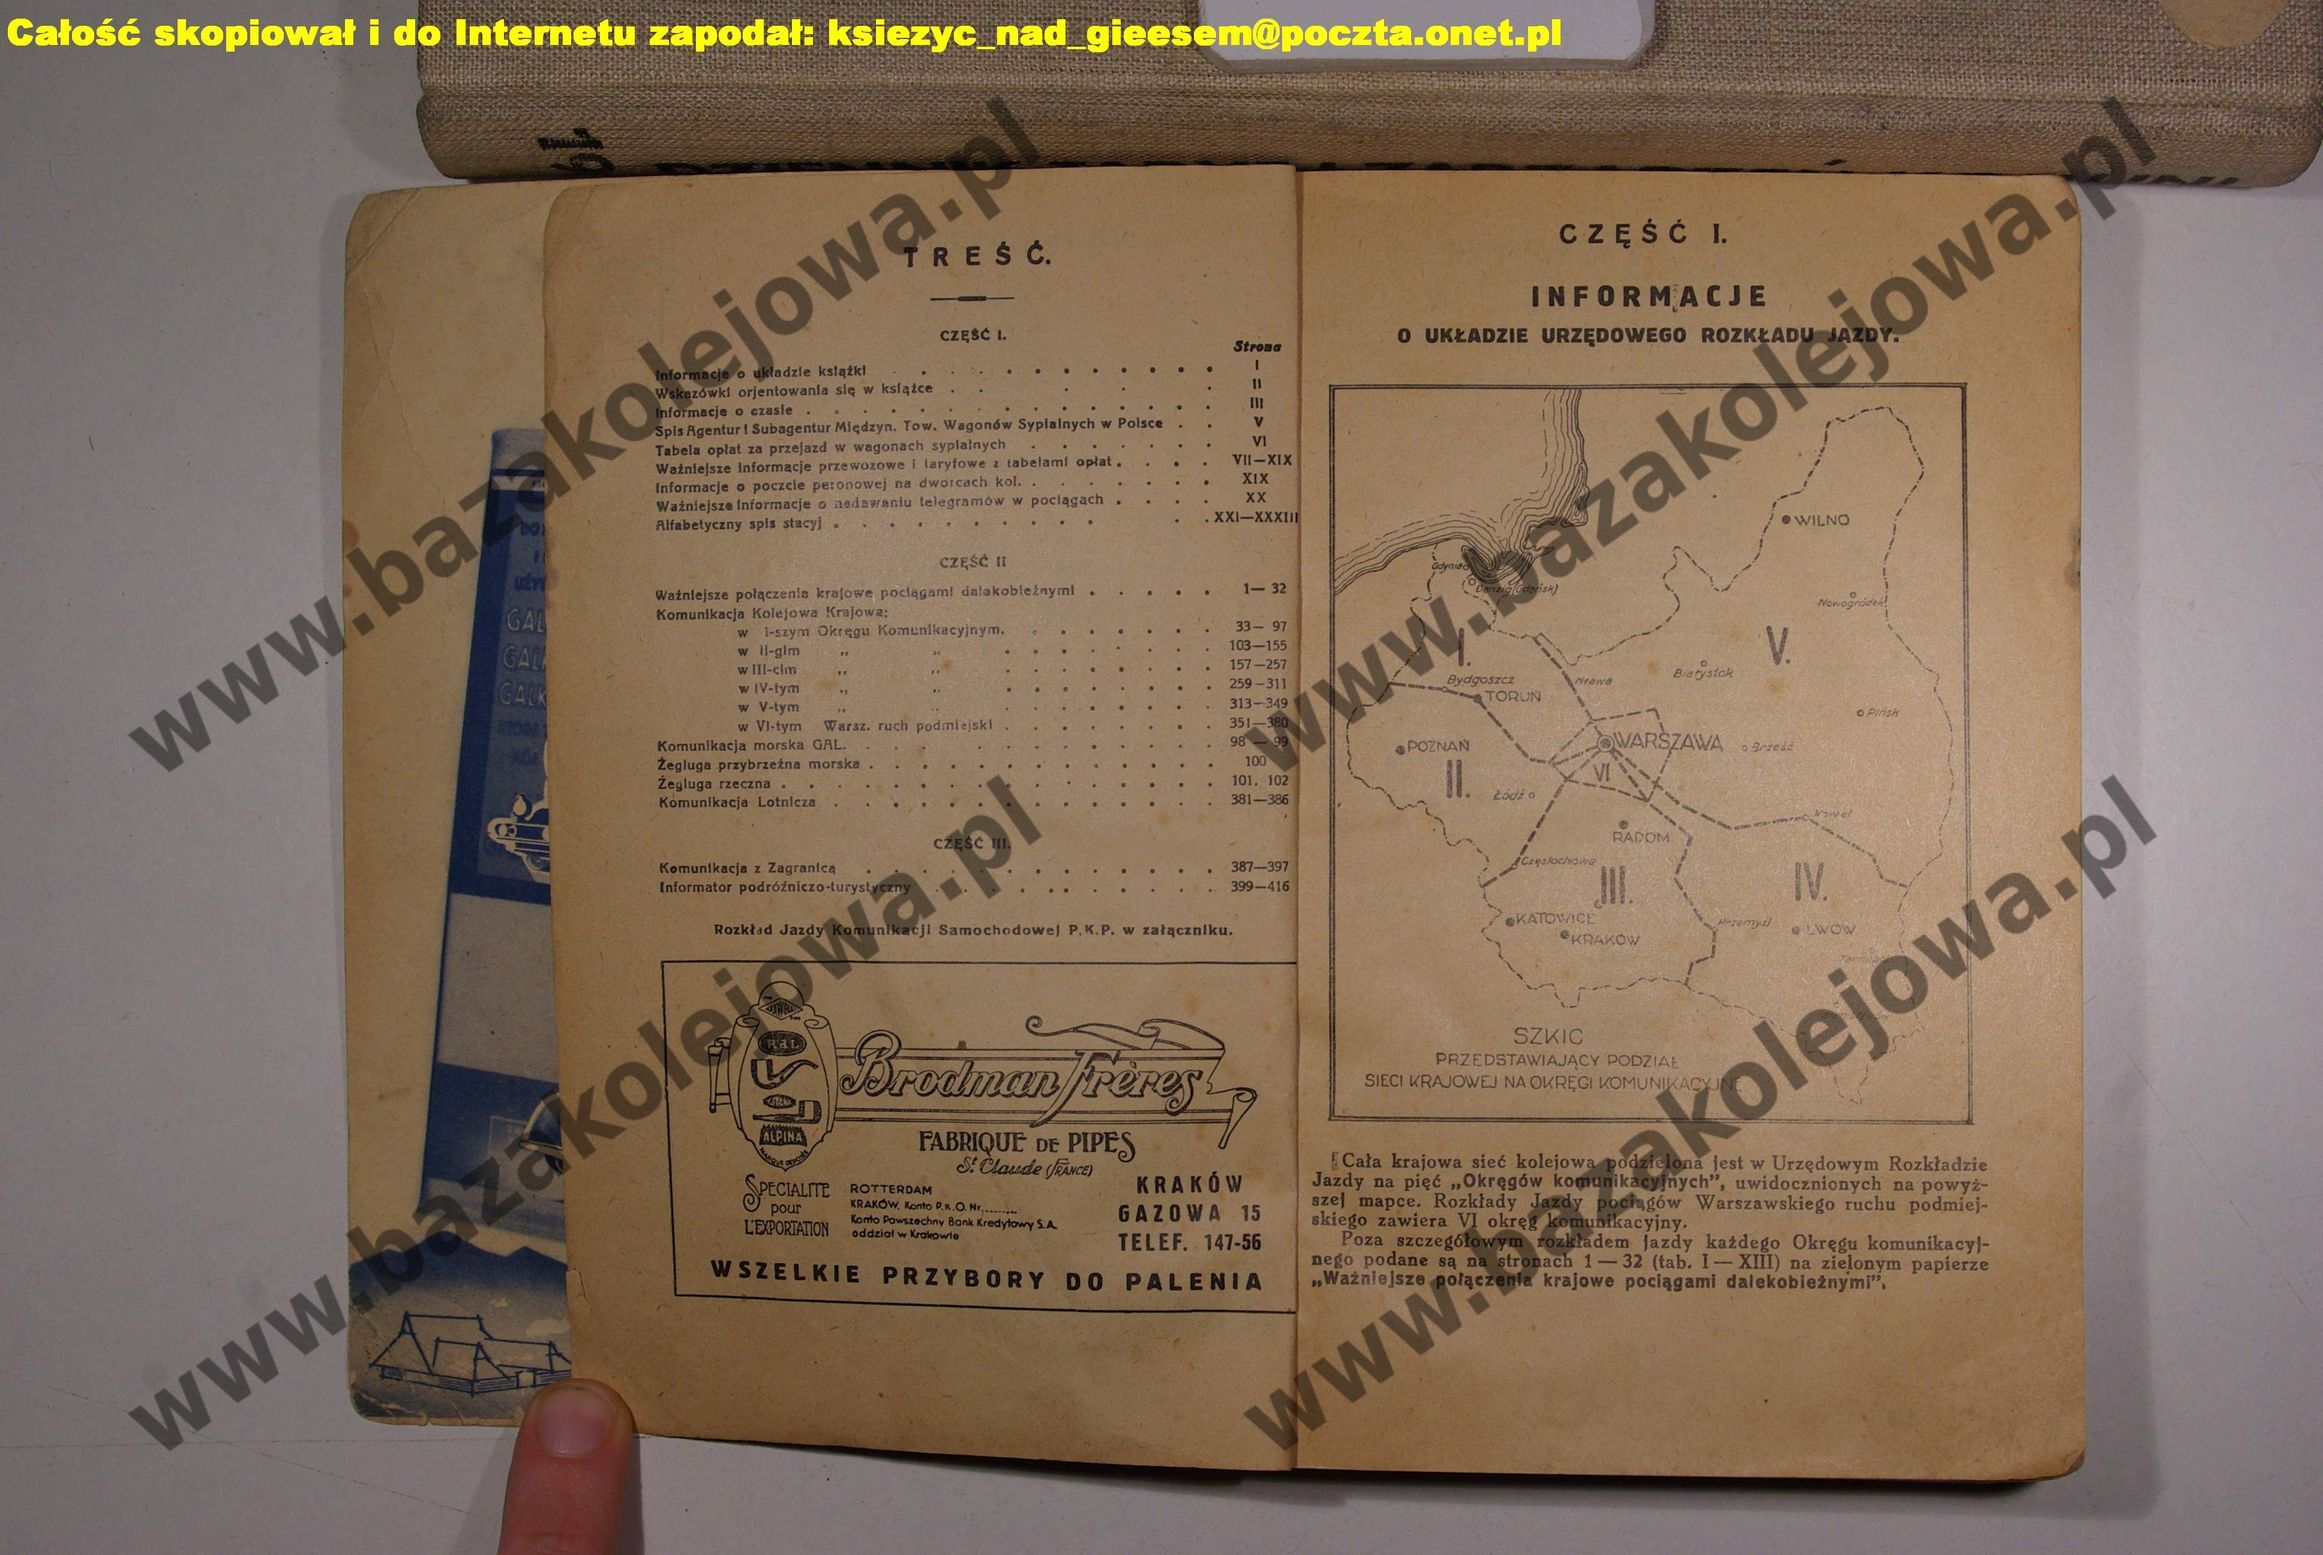 Całość skopiował i do Internetu zapodał: ksiezyc_nad_gieesem@poczta.onet.pl
TREŚĆ.
CZĘŚĆ I.
Strona
Informacje o układzie książki I
Wskazówki orjentowania się w książce II
Informacje o czasie III
Spis Agentur i Subagentur Międzyn. Tow. Wagonów Sypialnych w Polsce V
Tabela opłat za przejazd w wagonach sypialnych VI
Ważniejsze informacje przewozowe i taryfowe z tabelami opłat VII—XIX
Informacje o poczcie peronowej na dworcach kol. XIX
Ważniejsze informacje o nadawaniu telegramów w pociągach XX
Alfabetyczny spis stacyj XXI—XXXIII
CZĘŚĆ II
Ważniejsze połączenia krajowe pociągami dalekobieżnymi 1— 32
Komunikacja Kolejowa Krajowa:
w I-szym Okręgu Komunikacyjnym. 33— 97
w II-gim „ „ 103—155
w III-cim „ „ 157—257
w IV-tym „ „ 259—311
w V-tym „ „ 313—349
w VI-tym Warsz. ruch podmiejski 351—380
Komunikacja morska GAL. 98 — 99
Żegluga przybrzeżna morska 100
Żegluga rzeczna 101. 102
Komunikacja Lotnicza 381—386
CZĘŚĆ III.
Komunikacja z Zagranicą 387—397
Informator podróżniczo-turystyczny 399—416
Rozkład Jazdy Komunikacji Samochodowej P.K.P. w załączniku.
ALPINA
Brodman Frères
FABRIQUE DE PIPES
St Claude (FRANCE)
SPECIALITE
pour
L'EXPORTATION
ROTTERDAM
KRAKÓW, Konto P.K.O. Nr.
Konto Powszechny Bank Kredytowy S.A.
oddział w Krakowie
KRAKÓW
GAZOWA 15
TELEF. 147-56
WSZELKIE PRZYBORY DO PALENIA
CZĘŚĆ I.
INFORMACJE
O UKŁADZIE URZĘDOWEGO ROZKŁADU JAZDY.
WILNO
Gdynia
Danzig (Gdańsk)
Nowogródek
I.
V.
Białystok
Bydgoszcz
Mława
TORUŃ
Pińsk
POZNAŃ
WARSZAWA
Brześć
II.
VI
Łódź
Kowel
RADOM
Częstochowa
III.
IV.
KATOWICE
KRAKÓW
Przemyśl
LWÓW
SZKIC
PRZEDSTAWIAJĄCY PODZIAŁ
SIECI KRAJOWEJ NA OKRĘGI KOMUNIKACYJNE
Cała krajowa sieć kolejowa podzielona jest w Urzędowym Rozkładzie
Jazdy na pięć „Okręgów komunikacyjnych”, uwidocznionych na powyż-
szej mapce. Rozkłady Jazdy pociągów Warszawskiego ruchu podmiej-
skiego zawiera VI okręg komunikacyjny.
Poza szczegółowym rozkładem jazdy każdego Okręgu komunikacyj-
nego podane są na stronach 1 — 32 (tab. I — XIII) na zielonym papierze
„Ważniejsze połączenia krajowe pociągami dalekobieżnymi”.
www.bazakolejowa.pl
www.bazakolejowa.pl
www.bazakolejowa.pl
www.bazakolejowa.pl